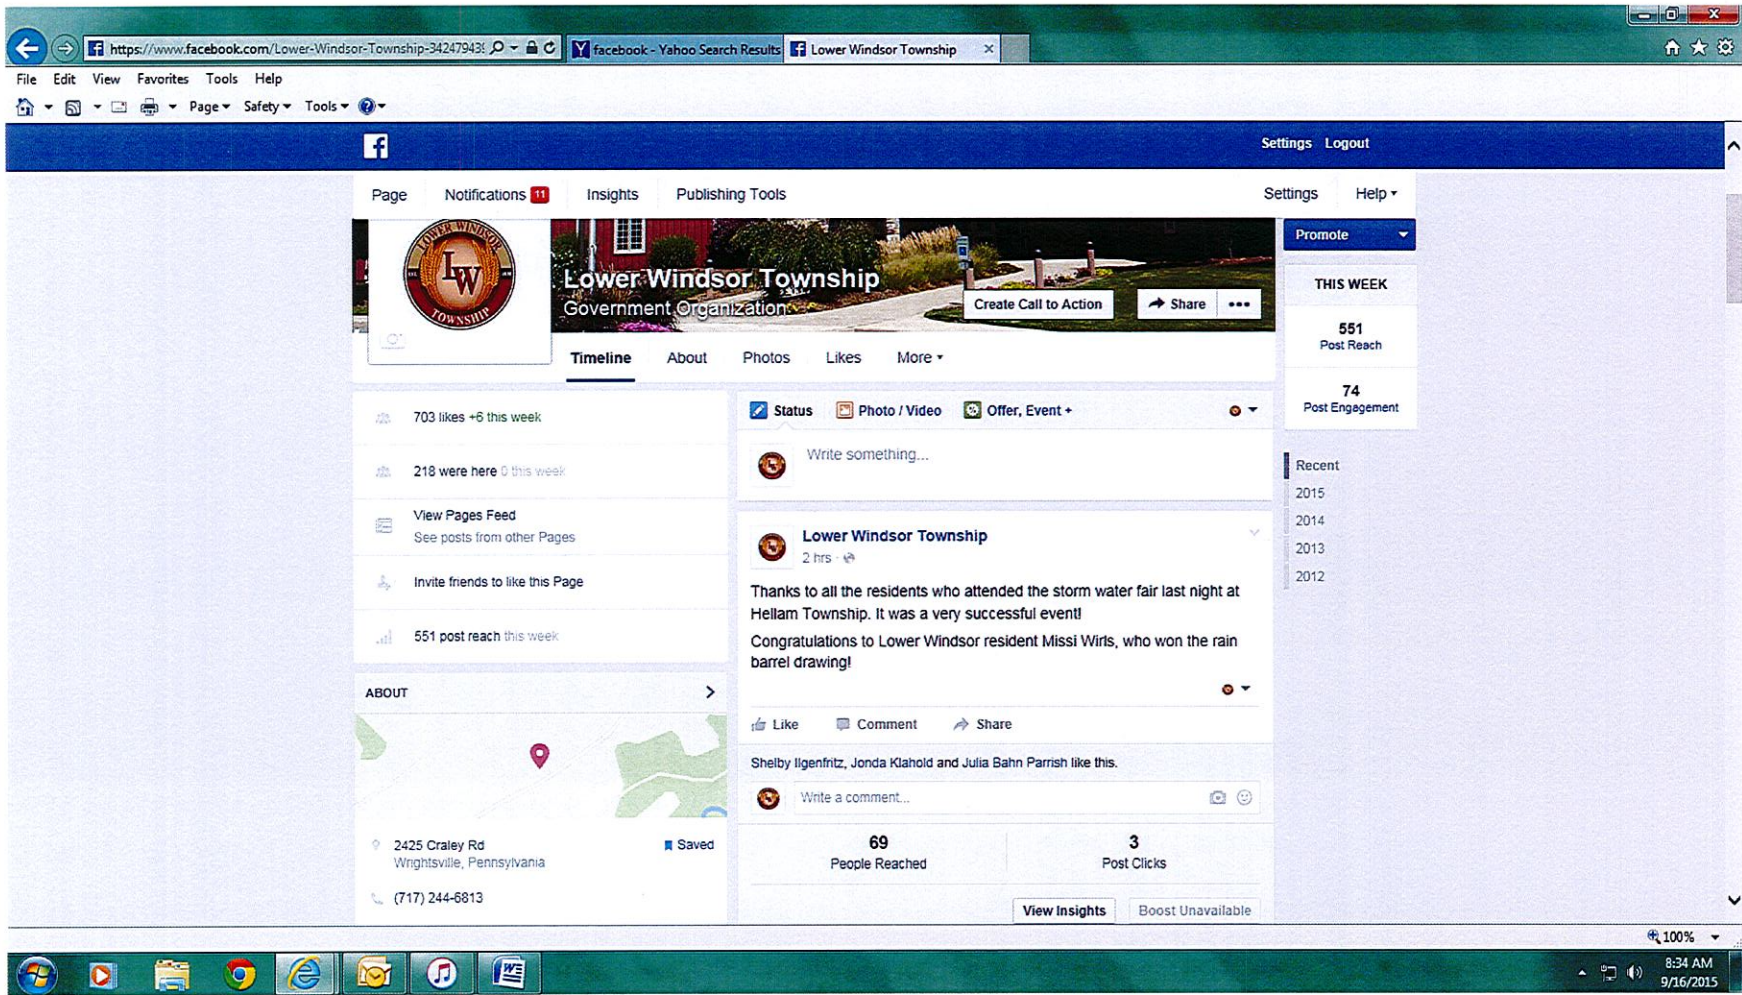 https://www.facebook.com/Lower-Windsor-Township-34247943
facebook - Yahoo Search Results
Lower Windsor Township
File Edit View Favorites Tools Help
Page Safety Tools
Settings Logout
Page Notifications 11 Insights Publishing Tools Settings Help
LOWER WINDSOR
LW
TOWNSHIP
Lower Windsor Township
Government Organization
Create Call to Action Share
Timeline About Photos Likes More
Promote
THIS WEEK
551
Post Reach
74
Post Engagement
Recent
2015
2014
2013
2012
703 likes +6 this week
218 were here 0 this week
View Pages Feed
See posts from other Pages
Invite friends to like this Page
551 post reach this week
ABOUT
2425 Craley Rd Saved
Wrightsville, Pennsylvania
(717) 244-6813
Status Photo / Video Offer, Event +
Write something...
Lower Windsor Township
2 hrs ·
Thanks to all the residents who attended the storm water fair last night at
Hellam Township. It was a very successful event!
Congratulations to Lower Windsor resident Missi Wirls, who won the rain
barrel drawing!
Like Comment Share
Shelby Ilgenfritz, Jonda Klahold and Julia Bahn Parrish like this.
Write a comment...
69 3
People Reached Post Clicks
View Insights Boost Unavailable
100%
8:34 AM
9/16/2015